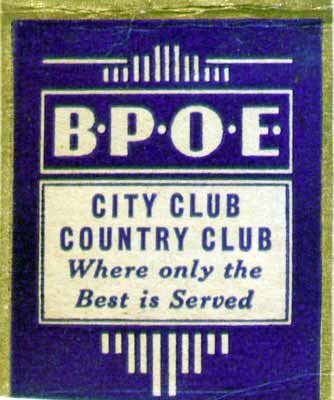 B·P·O·E·
CITY CLUB
COUNTRY CLUB
Where only the
Best is Served